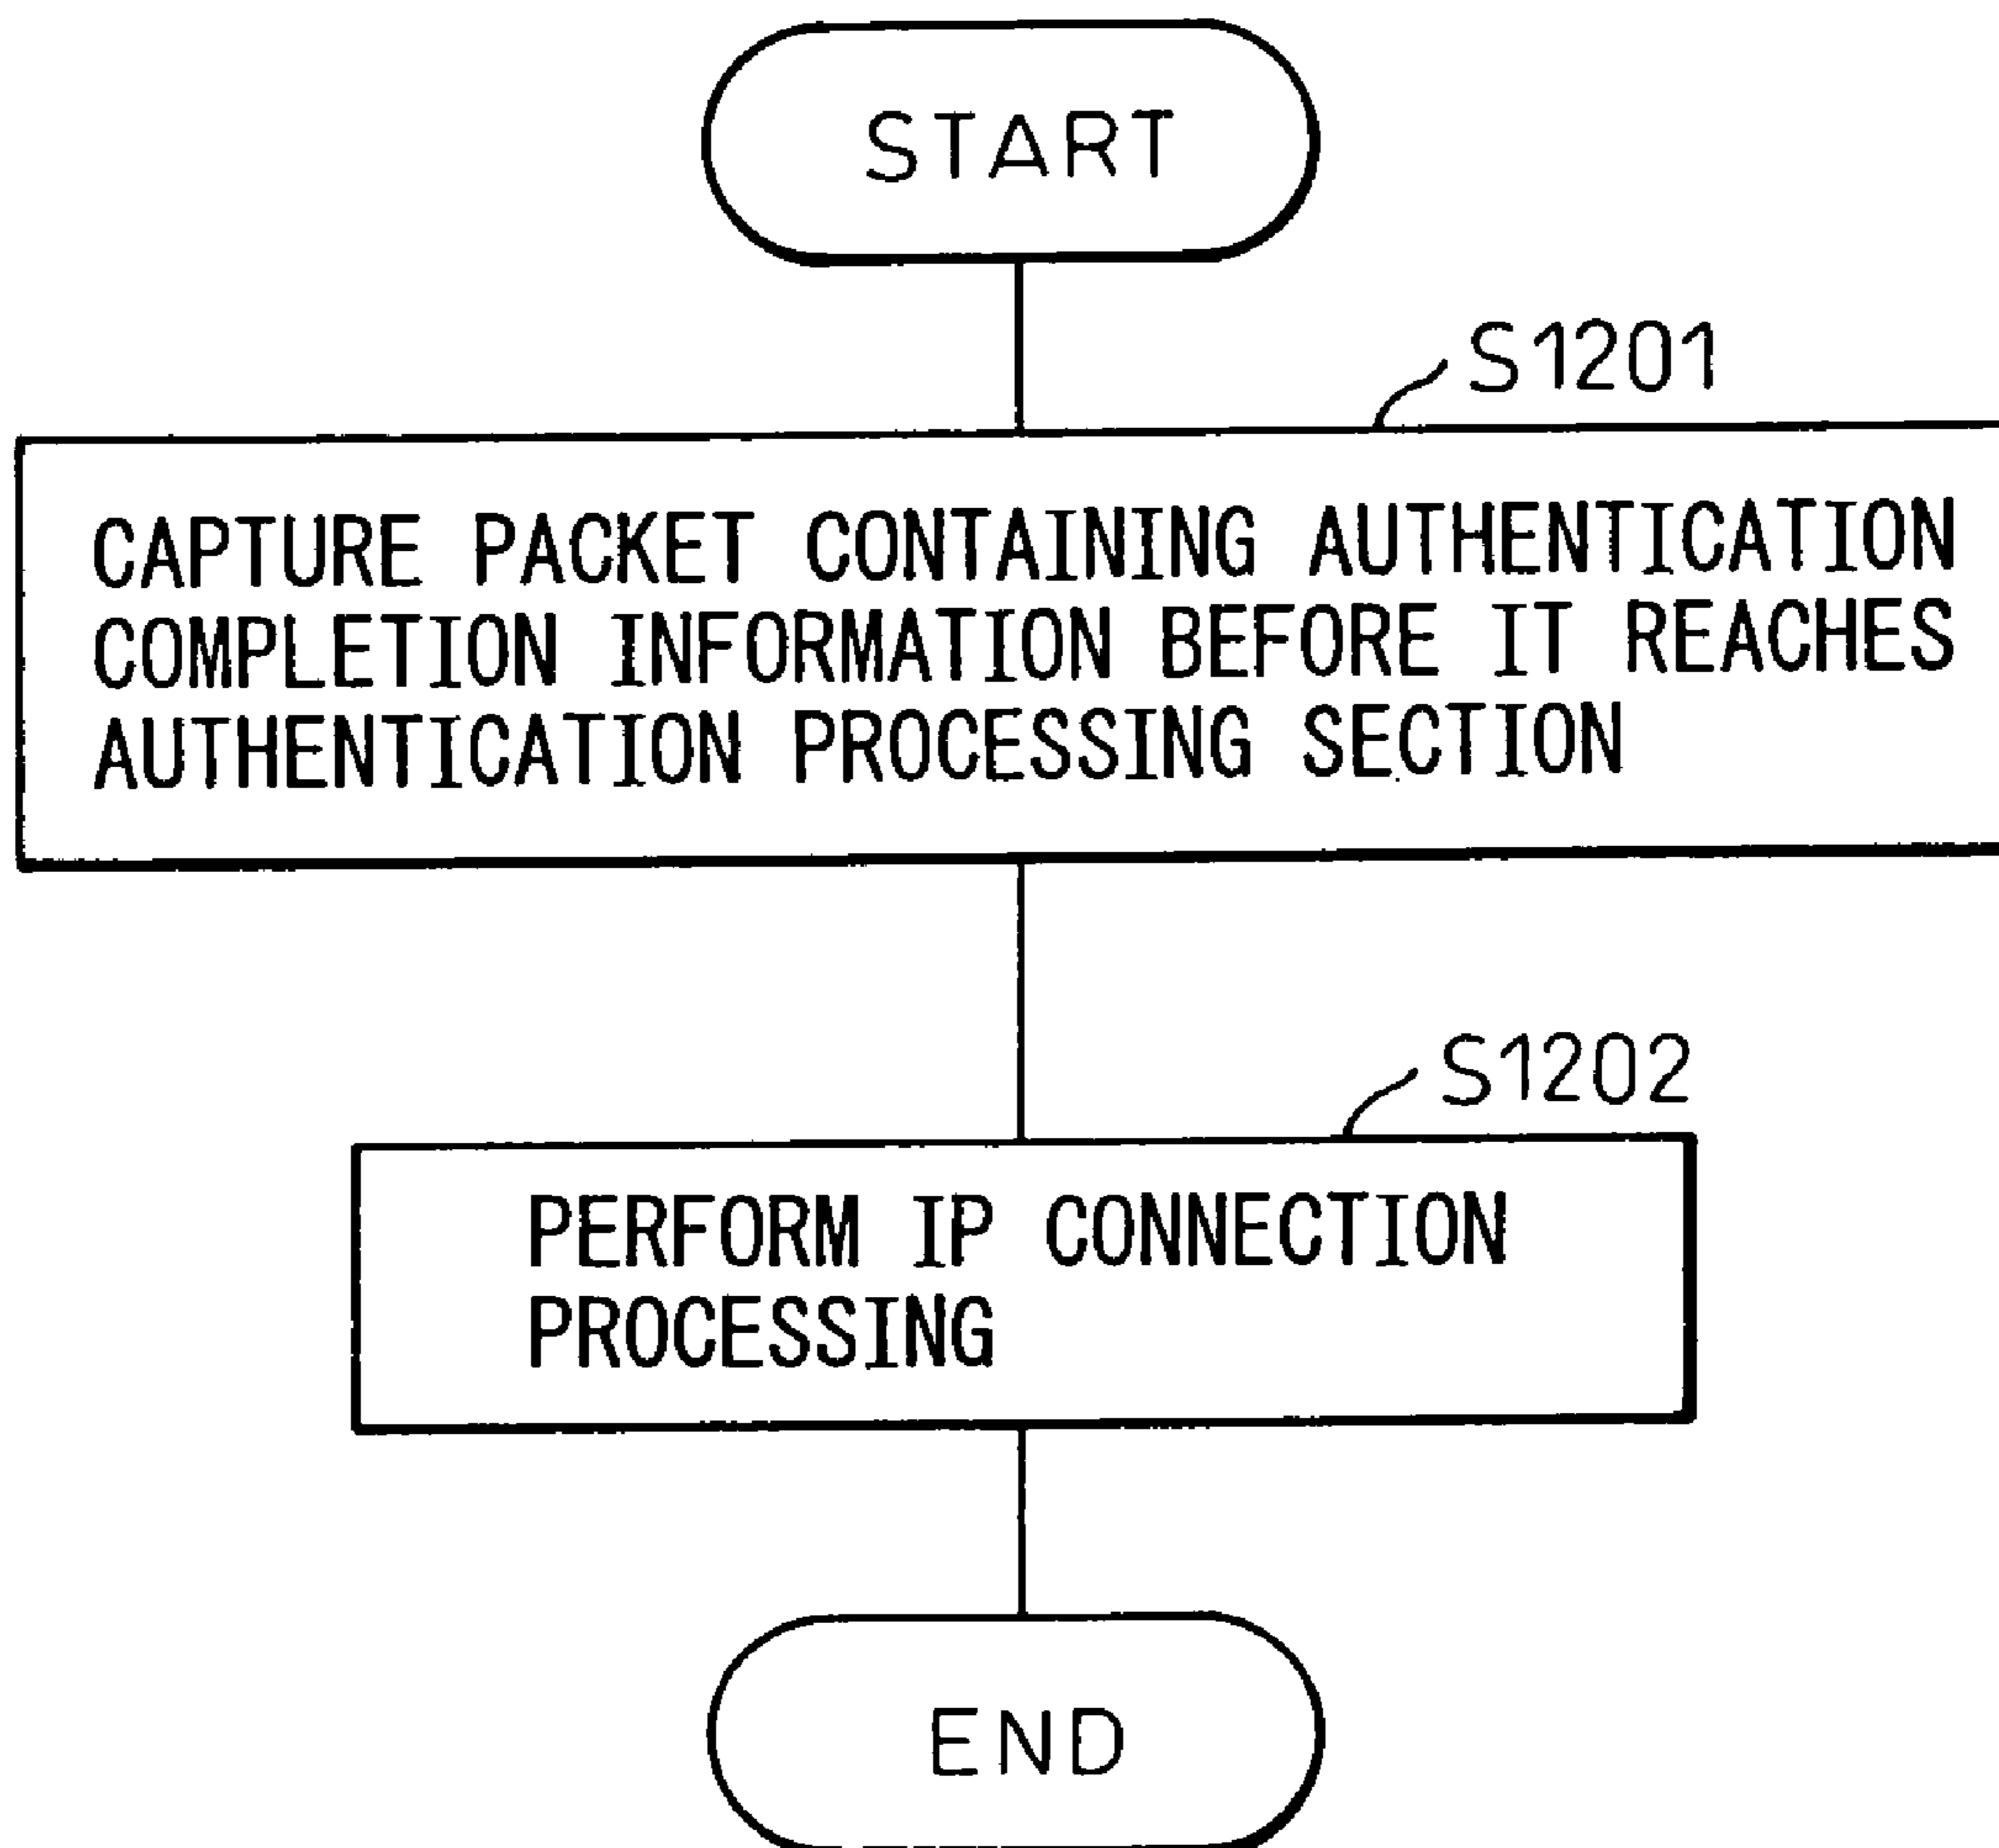 START
S1201
CAPTURE PACKET CONTAINING AUTHENTICATION
COMPLETION INFORMATION BEFORE IT REACHES
AUTHENTICATION PROCESSING SECTION
S1202
PERFORM IP CONNECTION
PROCESSING
END